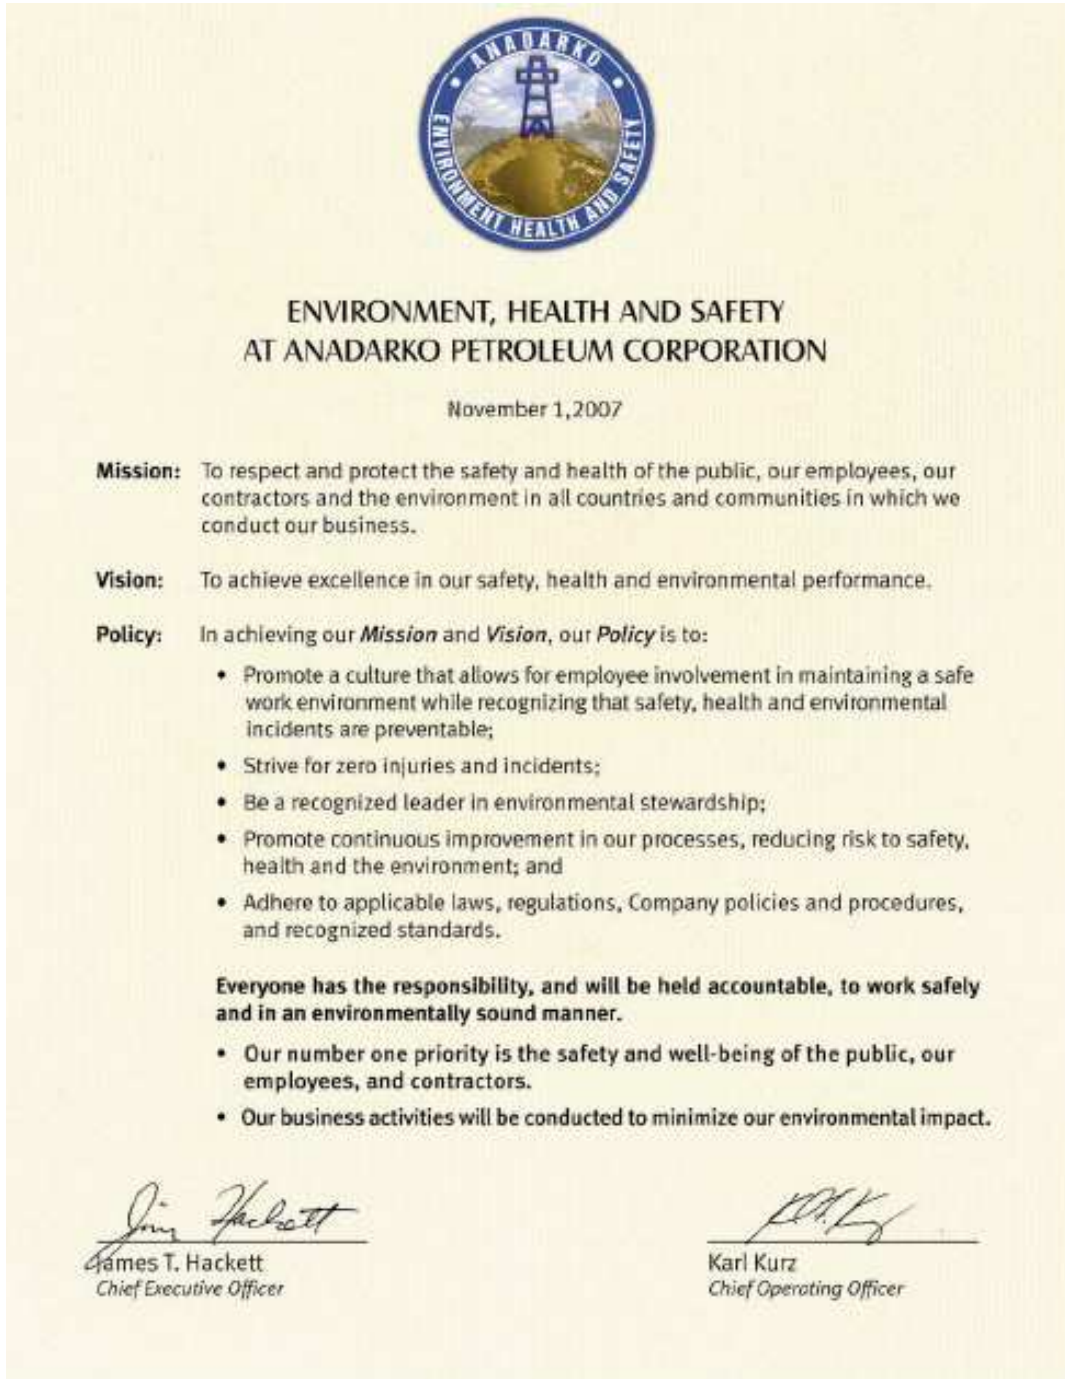 ANADARKO
ENVIRONMENT HEALTH AND SAFETY
ENVIRONMENT, HEALTH AND SAFETY
AT ANADARKO PETROLEUM CORPORATION
November 1,2007
Mission: To respect and protect the safety and health of the public, our employees, our
contractors and the environment in all countries and communities in which we
conduct our business.
Vision: To achieve excellence in our safety, health and environmental performance.
Policy: In achieving our Mission and Vision, our Policy is to:
• Promote a culture that allows for employee involvement in maintaining a safe
work environment while recognizing that safety, health and environmental
incidents are preventable;
• Strive for zero injuries and incidents;
• Be a recognized leader in environmental stewardship;
• Promote continuous improvement in our processes, reducing risk to safety,
health and the environment; and
• Adhere to applicable laws, regulations, Company policies and procedures,
and recognized standards.
Everyone has the responsibility, and will be held accountable, to work safely
and in an environmentally sound manner.
• Our number one priority is the safety and well-being of the public, our
employees, and contractors.
• Our business activities will be conducted to minimize our environmental impact.
Jim Hackett
James T. Hackett
Chief Executive Officer
Karl Kurz
Chief Operating Officer